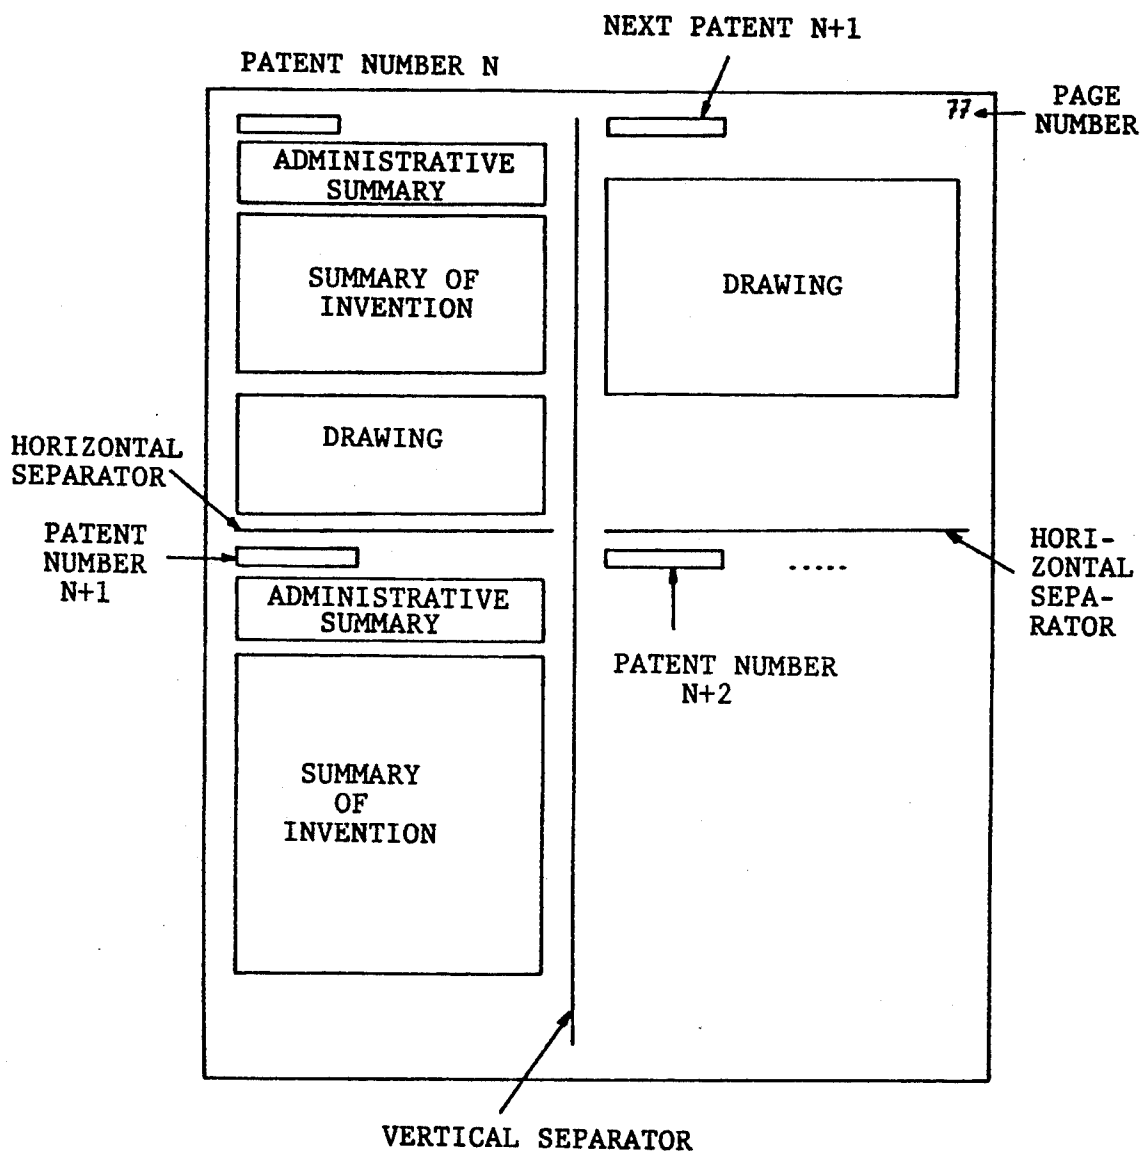 NEXT PATENT N+1
PATENT NUMBER N
77
PAGE
NUMBER
ADMINISTRATIVE
SUMMARY
SUMMARY OF
INVENTION
DRAWING
DRAWING
HORIZONTAL
SEPARATOR
PATENT
NUMBER
N+1
ADMINISTRATIVE
SUMMARY
SUMMARY
OF
INVENTION
.....
HORI-
ZONTAL
SEPA-
RATOR
PATENT NUMBER
N+2
VERTICAL SEPARATOR